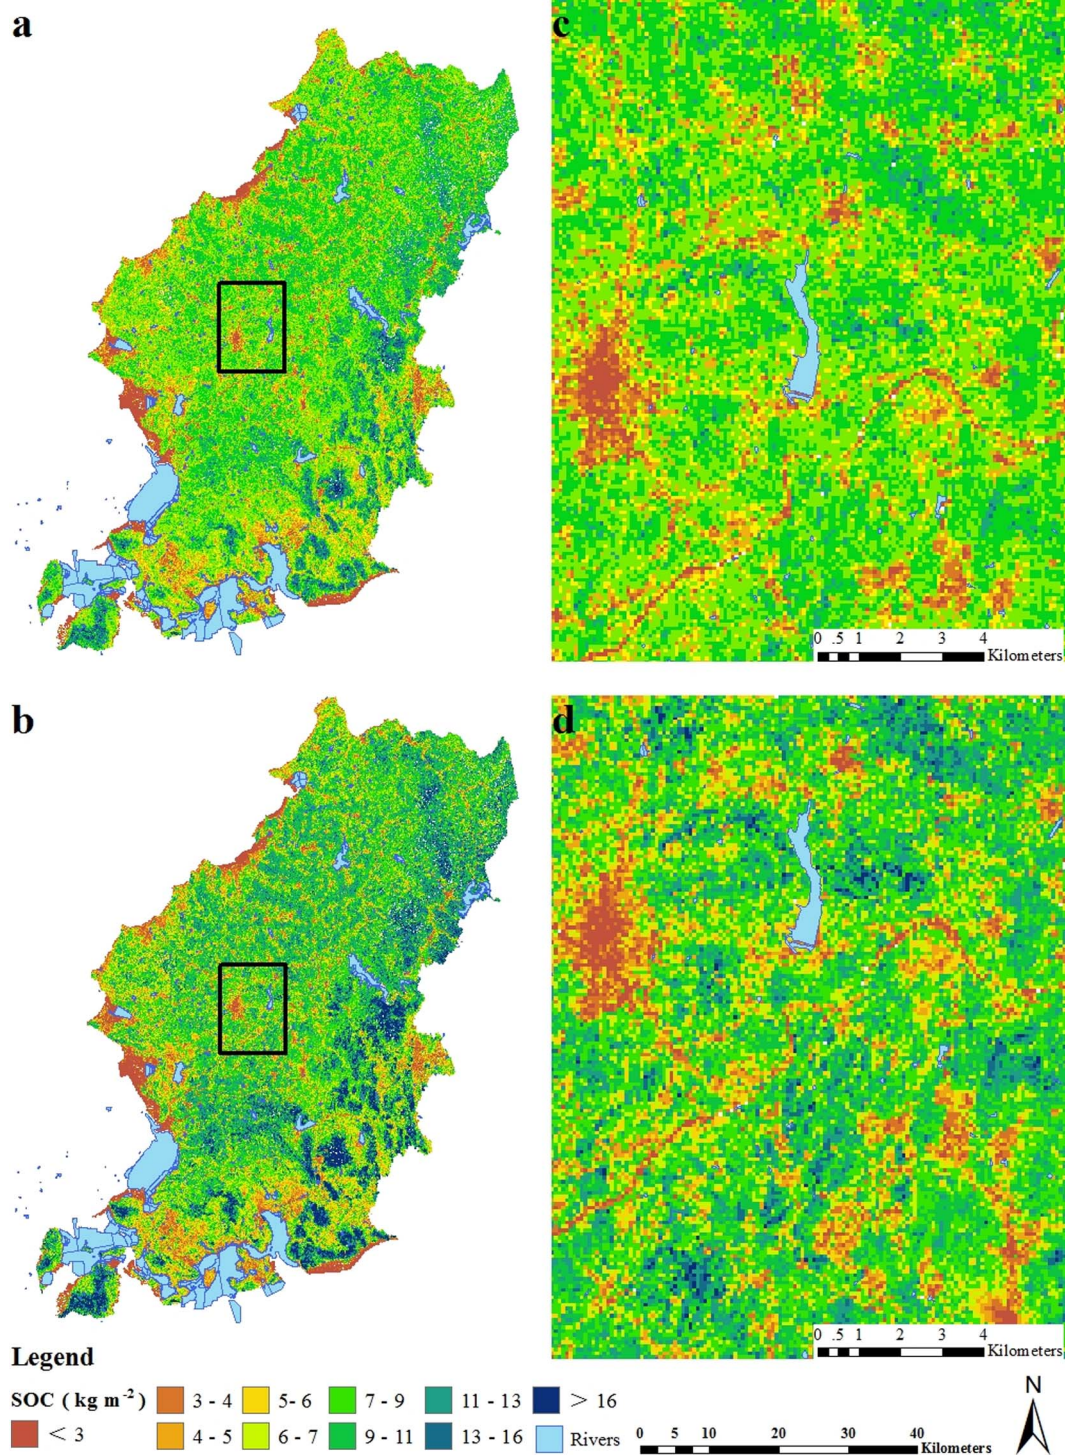 a
c
0 .5 1 2 3 4
Kilometers
b
d
0 .5 1 2 3 4
Kilometers
Legend
SOC ( kg m-2 )
3 - 4
5 - 6
7 - 9
11 - 13
> 16
< 3
4 - 5
6 - 7
9 - 11
13 - 16
Rivers
0 5 10 20 30 40
Kilometers
N